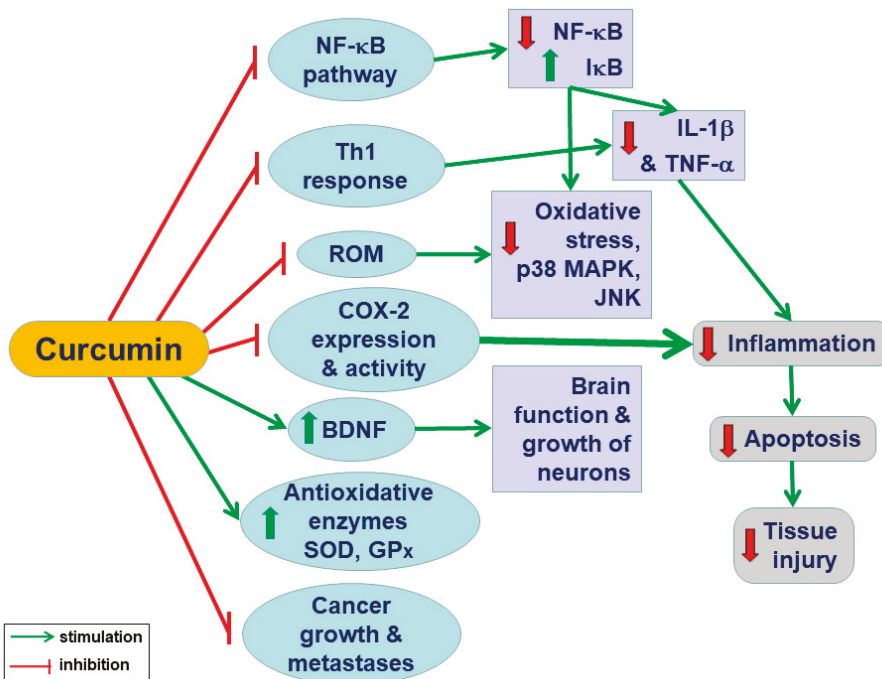 NF-κB
pathway
NF-κB
IκB
Th1
response
IL-1β
& TNF-α
ROM
Oxidative
stress,
p38 MAPK,
JNK
Curcumin
COX-2
expression
& activity
Inflammation
BDNF
Brain
function &
growth of
neurons
Apoptosis
Antioxidative
enzymes
SOD, GPx
Tissue
injury
Cancer
growth &
metastases
stimulation
inhibition